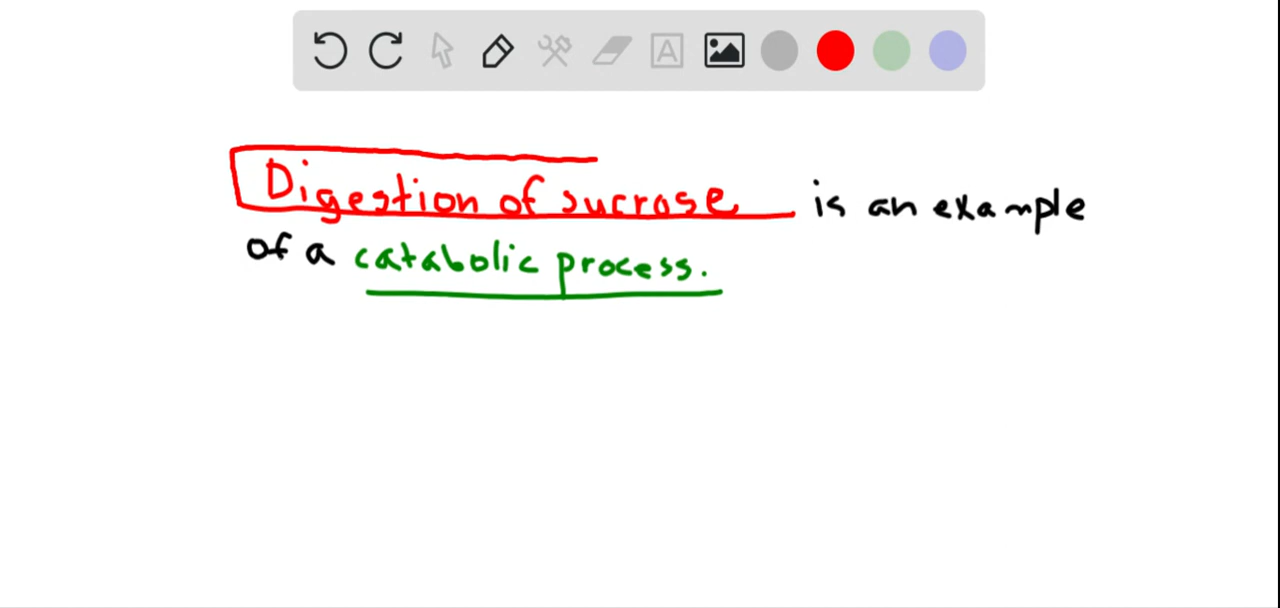 Digestion of sucrose is an example
of a catabolic process.